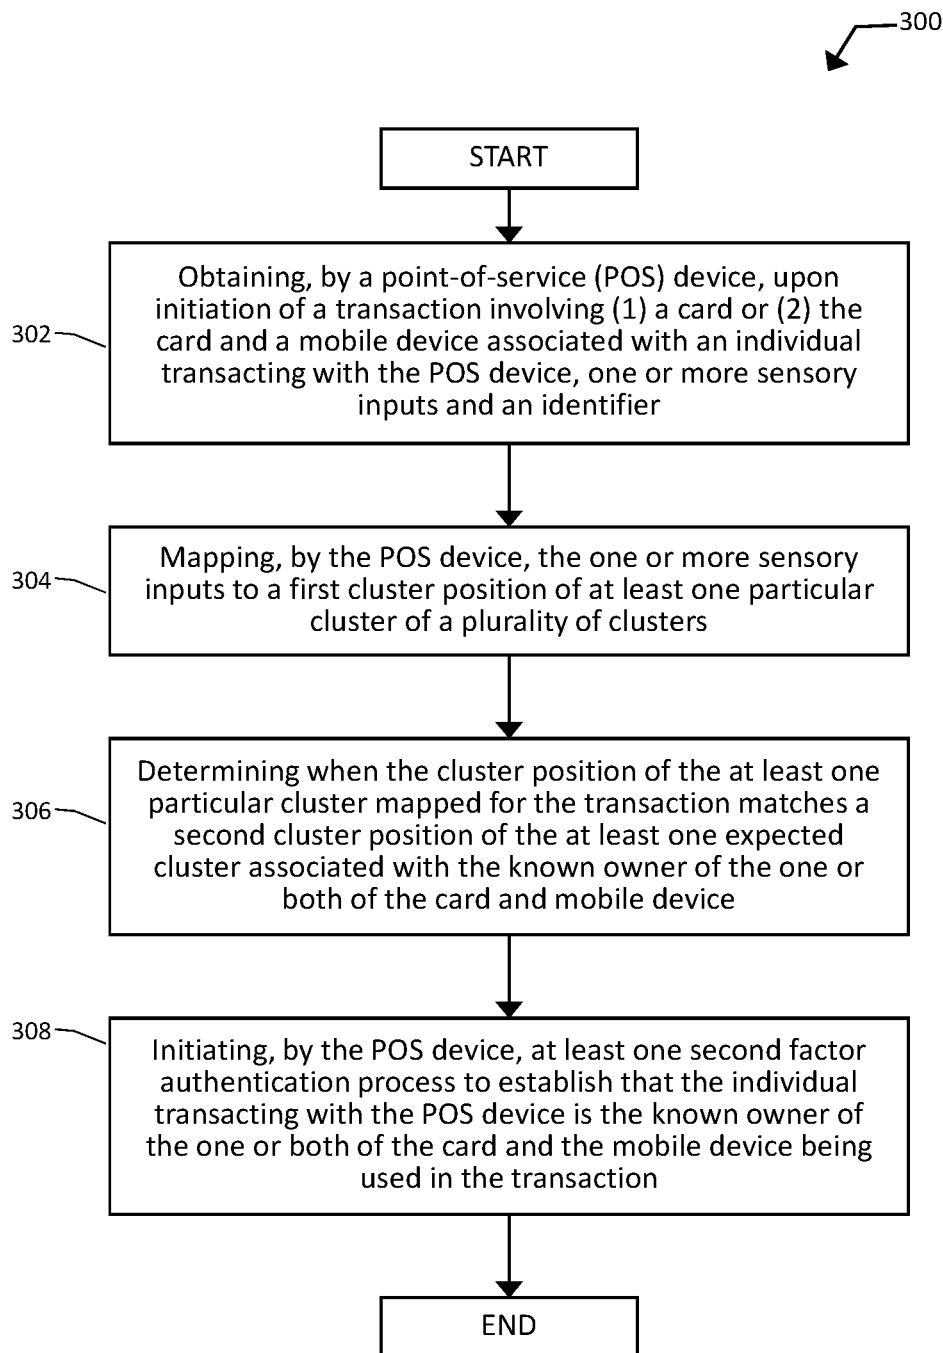 300
START
302
Obtaining, by a point-of-service (POS) device, upon
initiation of a transaction involving (1) a card or (2) the
card and a mobile device associated with an individual
transacting with the POS device, one or more sensory
inputs and an identifier
304
Mapping, by the POS device, the one or more sensory
inputs to a first cluster position of at least one particular
cluster of a plurality of clusters
306
Determining when the cluster position of the at least one
particular cluster mapped for the transaction matches a
second cluster position of the at least one expected
cluster associated with the known owner of the one or
both of the card and mobile device
308
Initiating, by the POS device, at least one second factor
authentication process to establish that the individual
transacting with the POS device is the known owner of
the one or both of the card and the mobile device being
used in the transaction
END